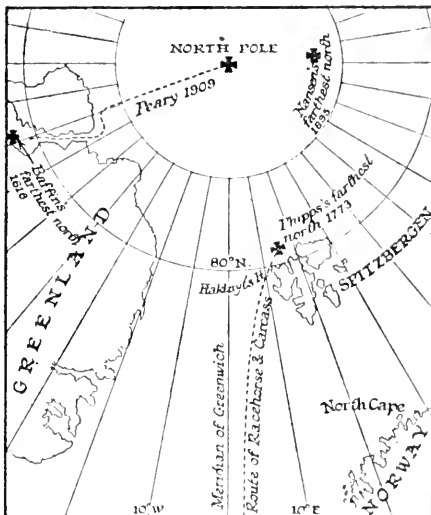 NORTH POLE
Peary 1909
Nansen's
farthest north
1895
Baffin's
farthest north
1616
Phipps's farthest
north 1773
80°N.
Hakluyt's H
SPITZBERGEN
GREENLAND
Meridian of Greenwich
Route of Racehorse & Carcass
North Cape
NORWAY
10°W
10°E